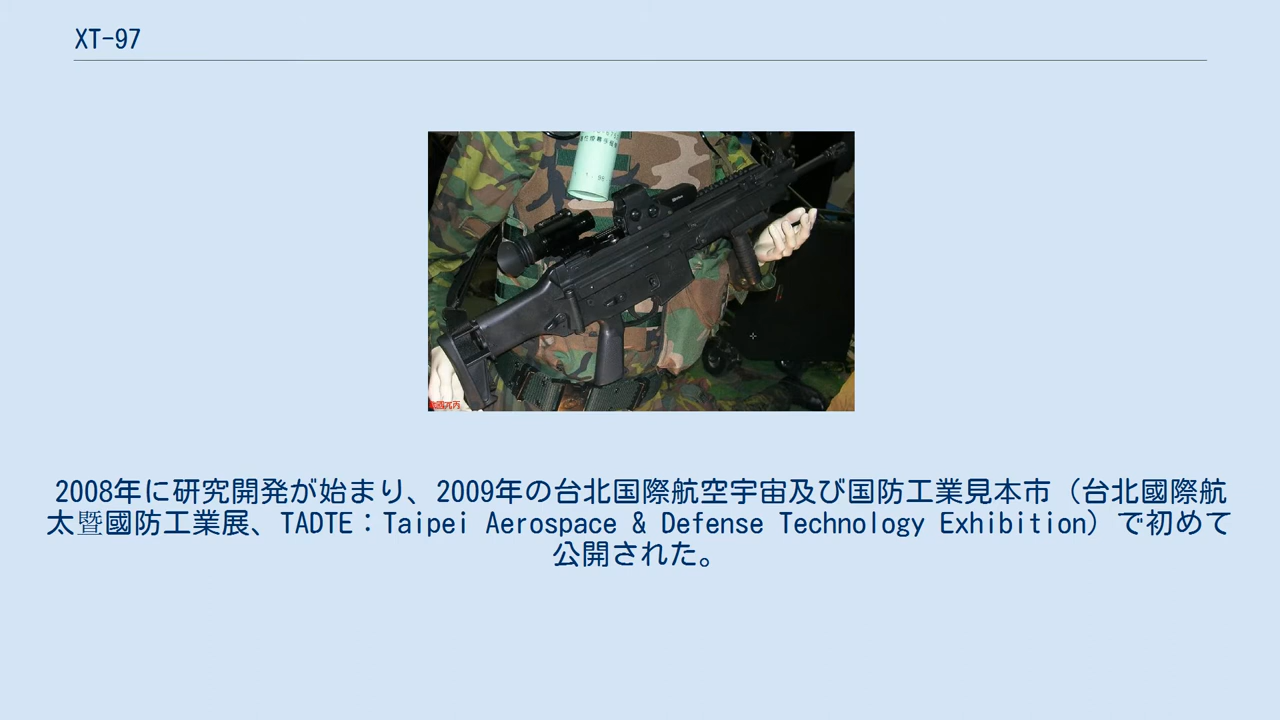 XT-97
2008年に研究開発が始まり、2009年の台北国際航空宇宙及び国防工業見本市（台北國際航
太暨國防工業展、TADTE：Taipei Aerospace & Defense Technology Exhibition）で初めて
公開された。